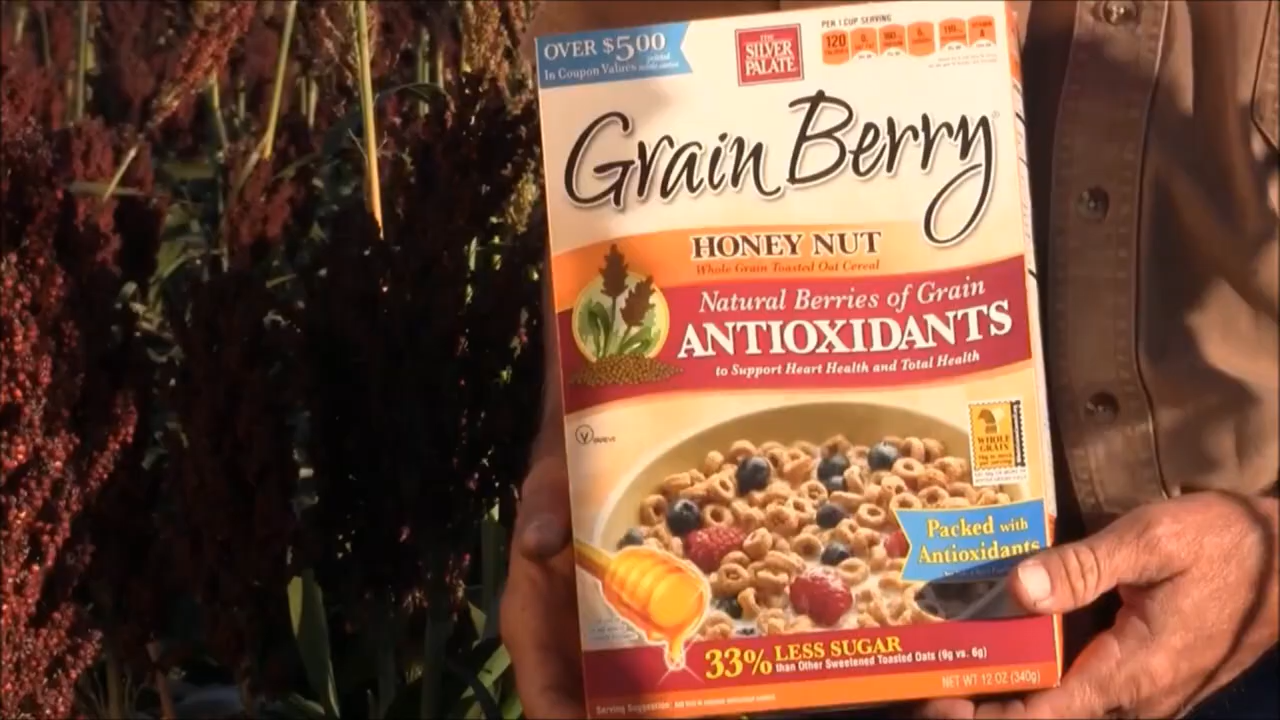 OVER $5.00
In Coupon Values
THE
SILVER
PALATE
PER 1 CUP SERVING
120
Grain Berry
HONEY NUT
Whole Grain Toasted Oat Cereal
Natural Berries of Grain
ANTIOXIDANTS
to Support Heart Health and Total Health
WHOLE
GRAIN
Packed with
Antioxidants
33% LESS SUGAR
than Other Sweetened Toasted Oats (9g vs. 6g)
NET WT 12 OZ (340g)
Serving Suggestion